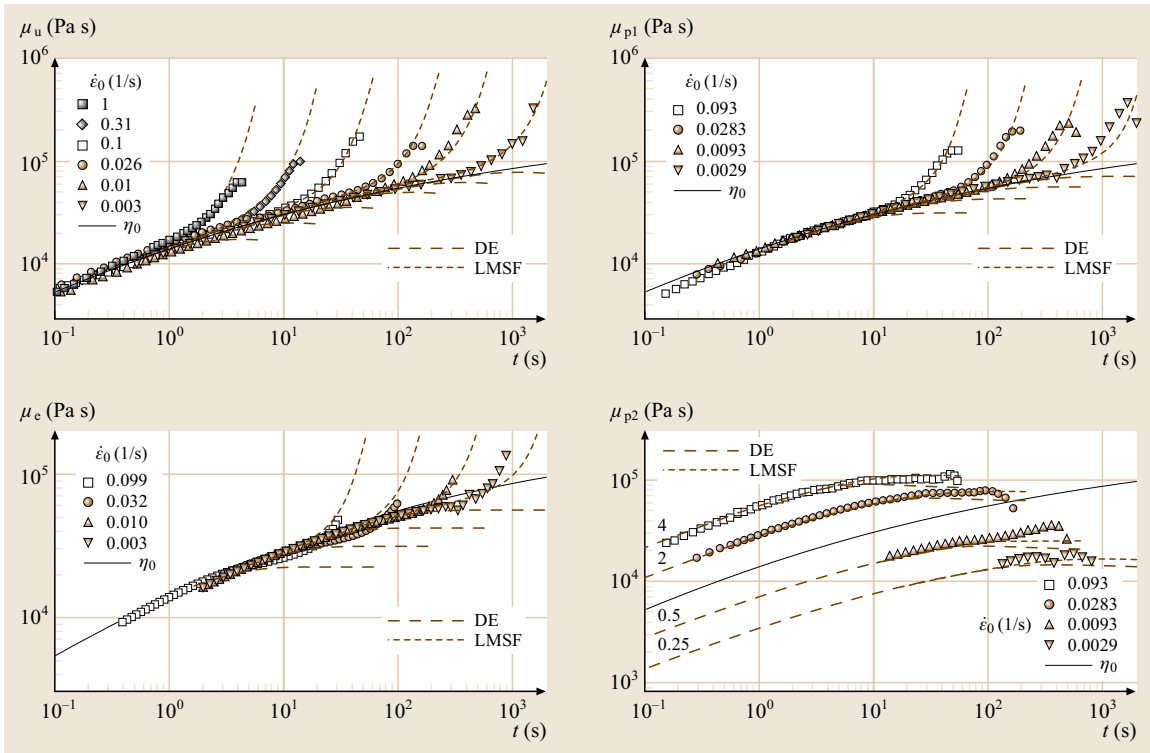 μu (Pa s)
10^6
10^5
10^4
ε̇0 (1/s)
1
0.31
0.1
0.026
0.01
0.003
η0
DE
LMSF
10^−1
10^0
10^1
10^2
10^3
t (s)
μp1 (Pa s)
10^6
10^5
10^4
ε̇0 (1/s)
0.093
0.0283
0.0093
0.0029
η0
DE
LMSF
10^−1
10^0
10^1
10^2
10^3
t (s)
μe (Pa s)
10^5
10^4
ε̇0 (1/s)
0.099
0.032
0.010
0.003
η0
DE
LMSF
10^−1
10^0
10^1
10^2
10^3
t (s)
μp2 (Pa s)
10^5
10^4
10^3
DE
LMSF
4
2
0.5
0.25
ε̇0 (1/s)
0.093
0.0283
0.0093
0.0029
η0
10^−1
10^0
10^1
10^2
10^3
t (s)